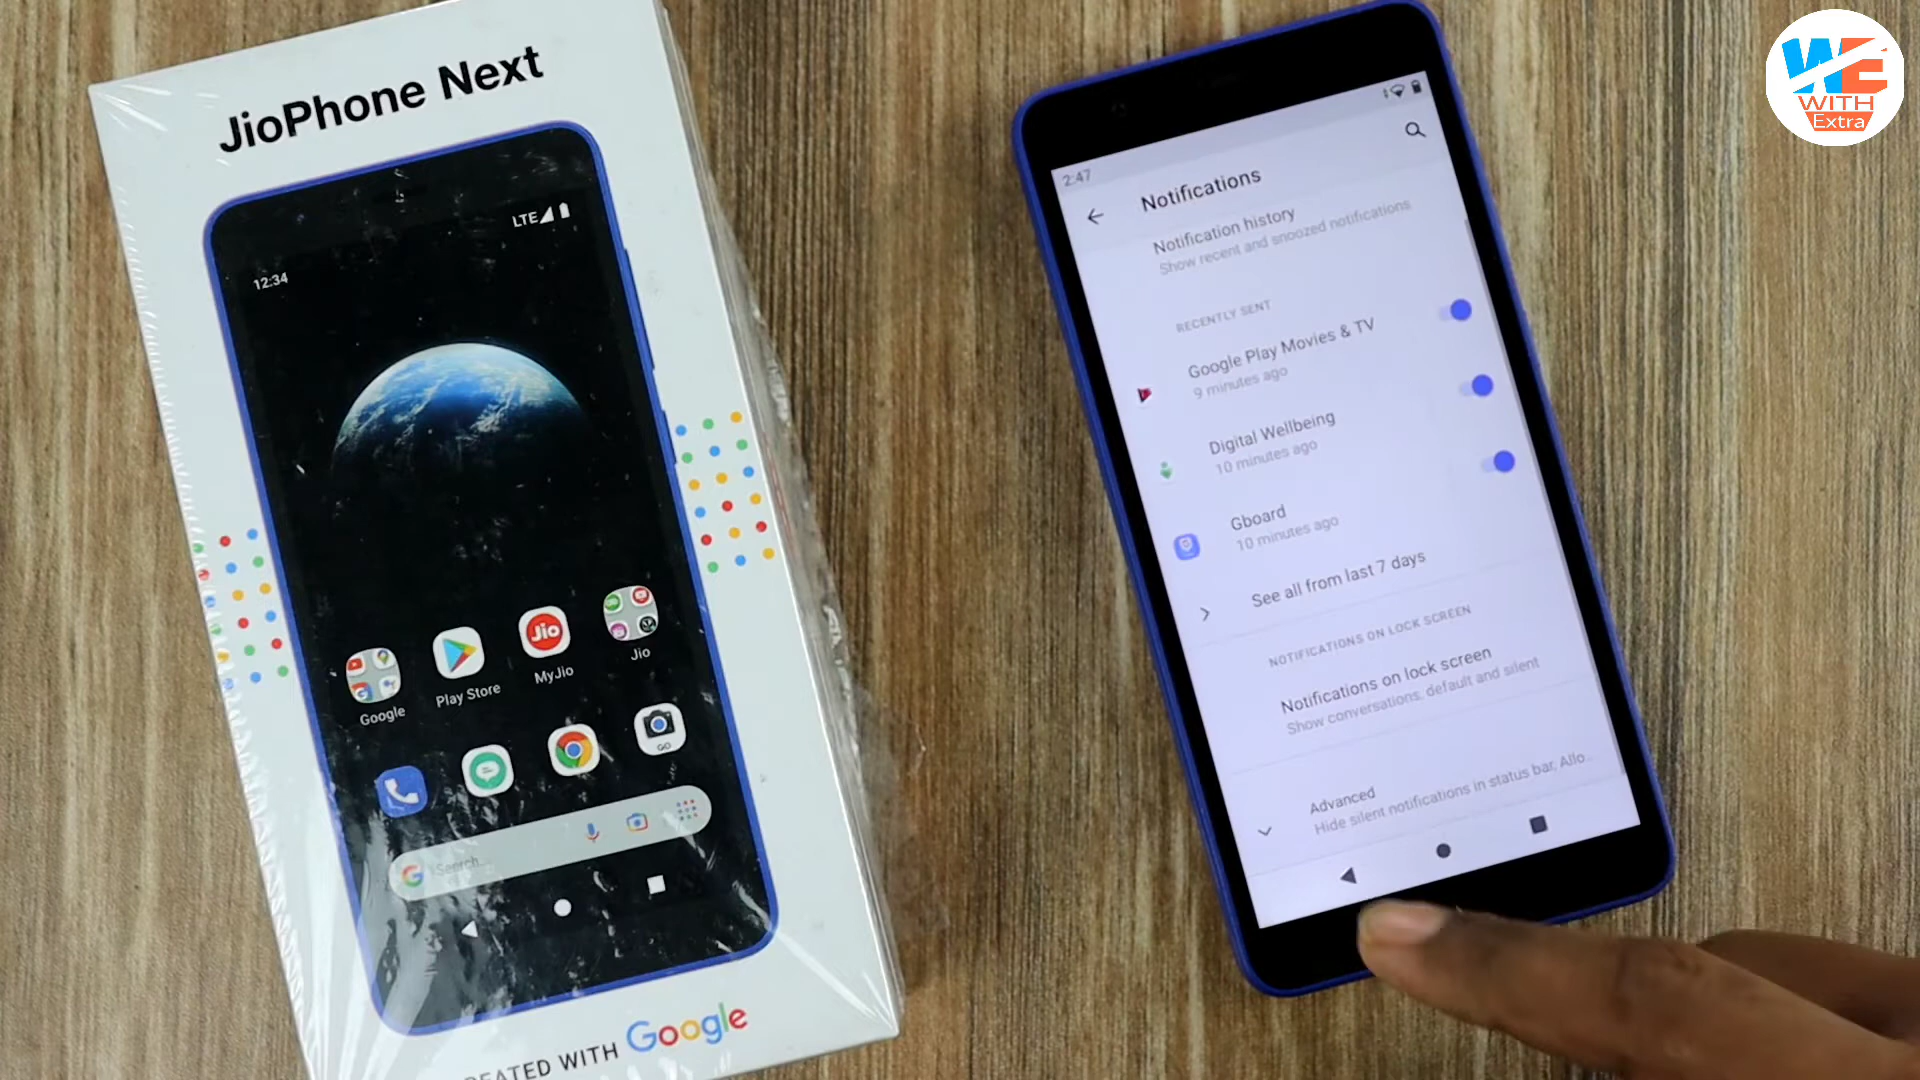 JioPhone Next
LTE
12:34
Google
Play Store
MyJio
Jio
Jio
GO
Search...
CREATED WITH Google
2:47
Notifications
Notification history
Show recent and snoozed notifications
RECENTLY SENT
Google Play Movies & TV
9 minutes ago
Digital Wellbeing
10 minutes ago
Gboard
10 minutes ago
See all from last 7 days
NOTIFICATIONS ON LOCK SCREEN
Notifications on lock screen
Show conversations, default and silent
Advanced
Hide silent notifications in status bar, Allo...
WE
WITH
Extra